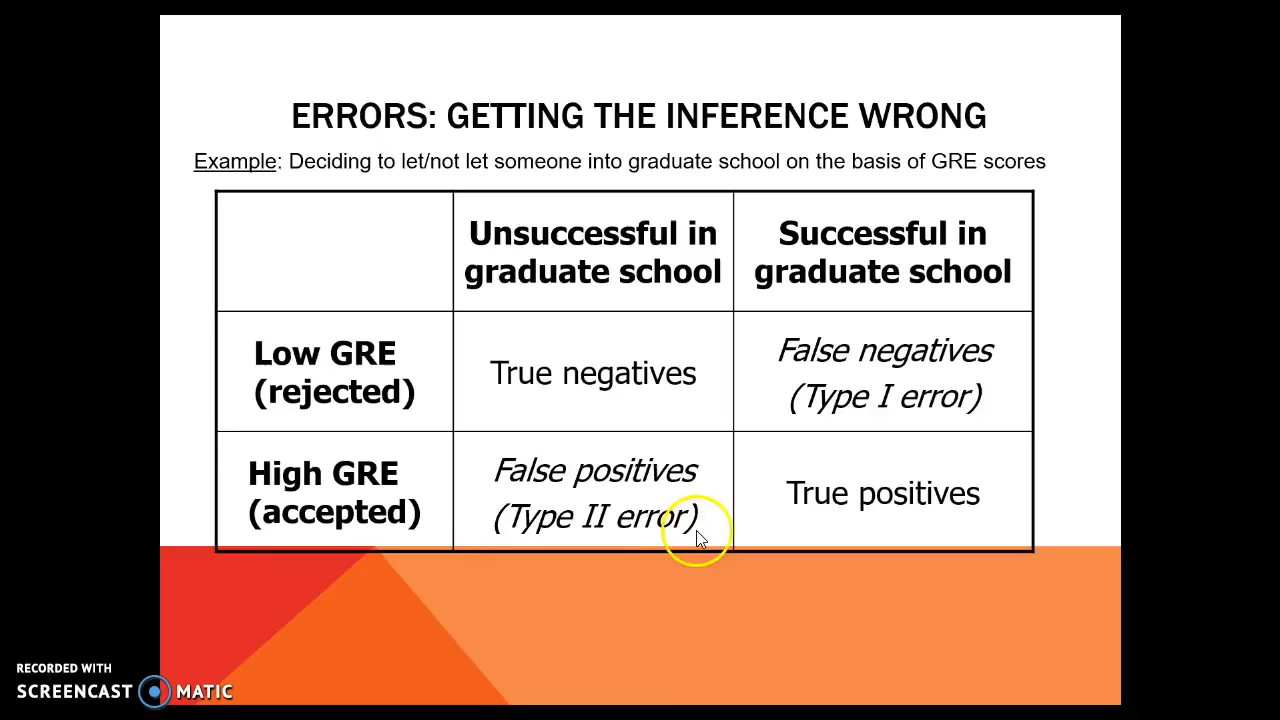 ERRORS: GETTING THE INFERENCE WRONG
Example: Deciding to let/not let someone into graduate school on the basis of GRE scores
Unsuccessful in
graduate school
Successful in
graduate school
Low GRE
(rejected)
True negatives
False negatives
(Type I error)
High GRE
(accepted)
False positives
(Type II error)
True positives
RECORDED WITH
SCREENCAST MATIC